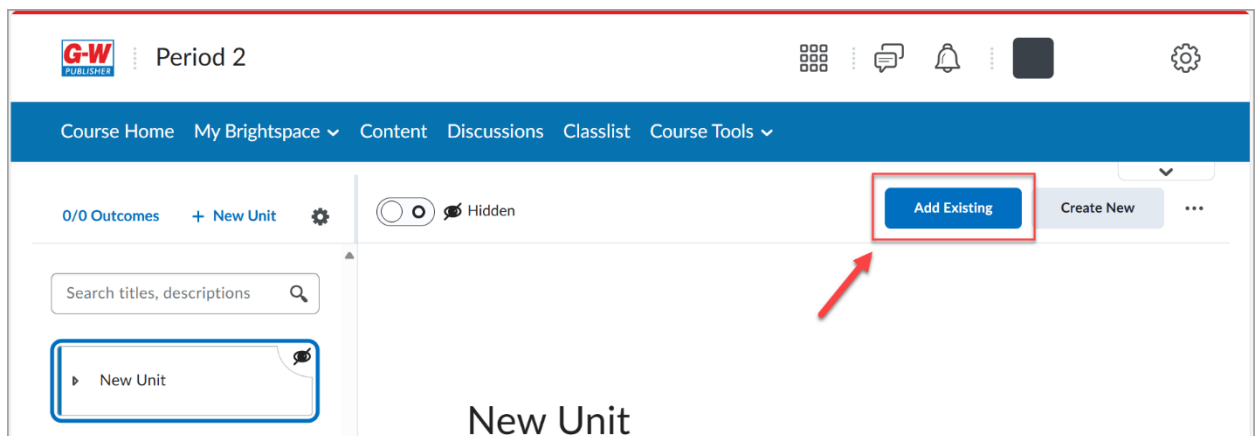 G-W
PUBLISHER
Period 2
Course Home My Brightspace Content Discussions Classlist Course Tools
0/0 Outcomes + New Unit
Hidden
Add Existing
Create New
Search titles, descriptions
New Unit
New Unit